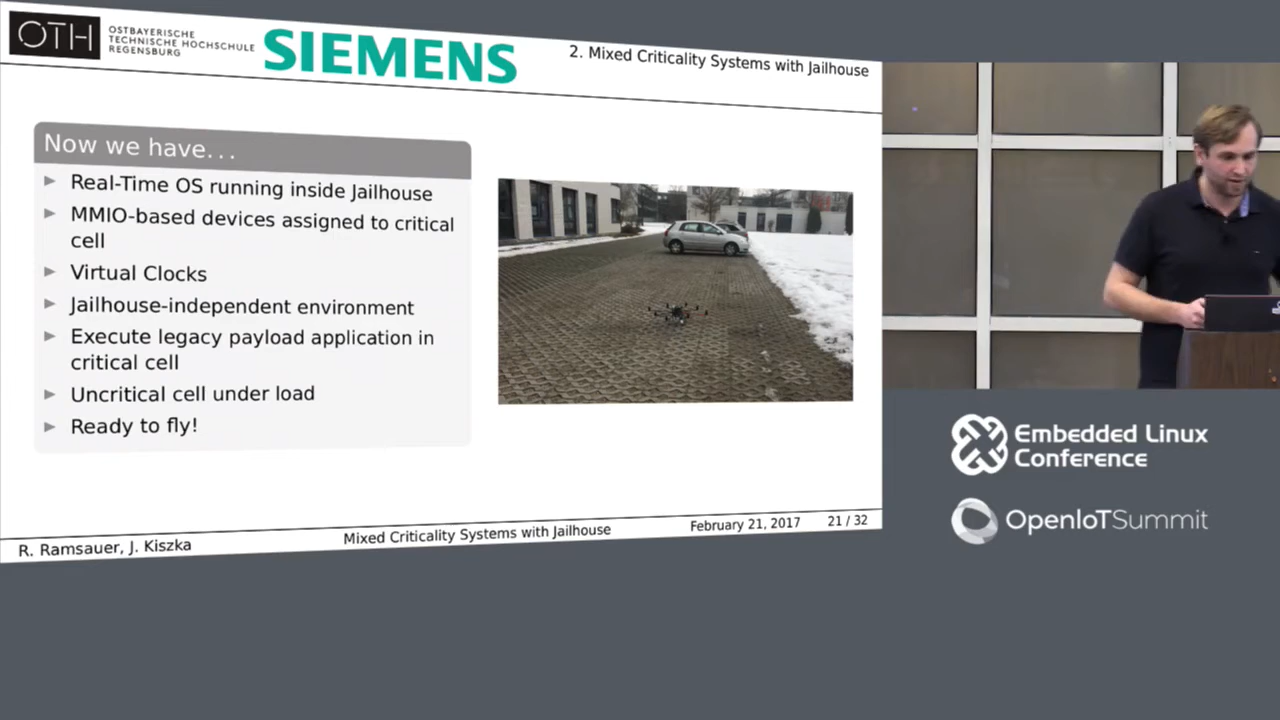 OTH
OSTBAYERISCHE
TECHNISCHE HOCHSCHULE
REGENSBURG
SIEMENS
2. Mixed Criticality Systems with Jailhouse
Now we have...
Real-Time OS running inside Jailhouse
MMIO-based devices assigned to critical
cell
Virtual Clocks
Jailhouse-independent environment
Execute legacy payload application in
critical cell
Uncritical cell under load
Ready to fly!
R. Ramsauer, J. Kiszka
Mixed Criticality Systems with Jailhouse
February 21, 2017
21 / 32
Embedded Linux
Conference
OpenIoTSummit